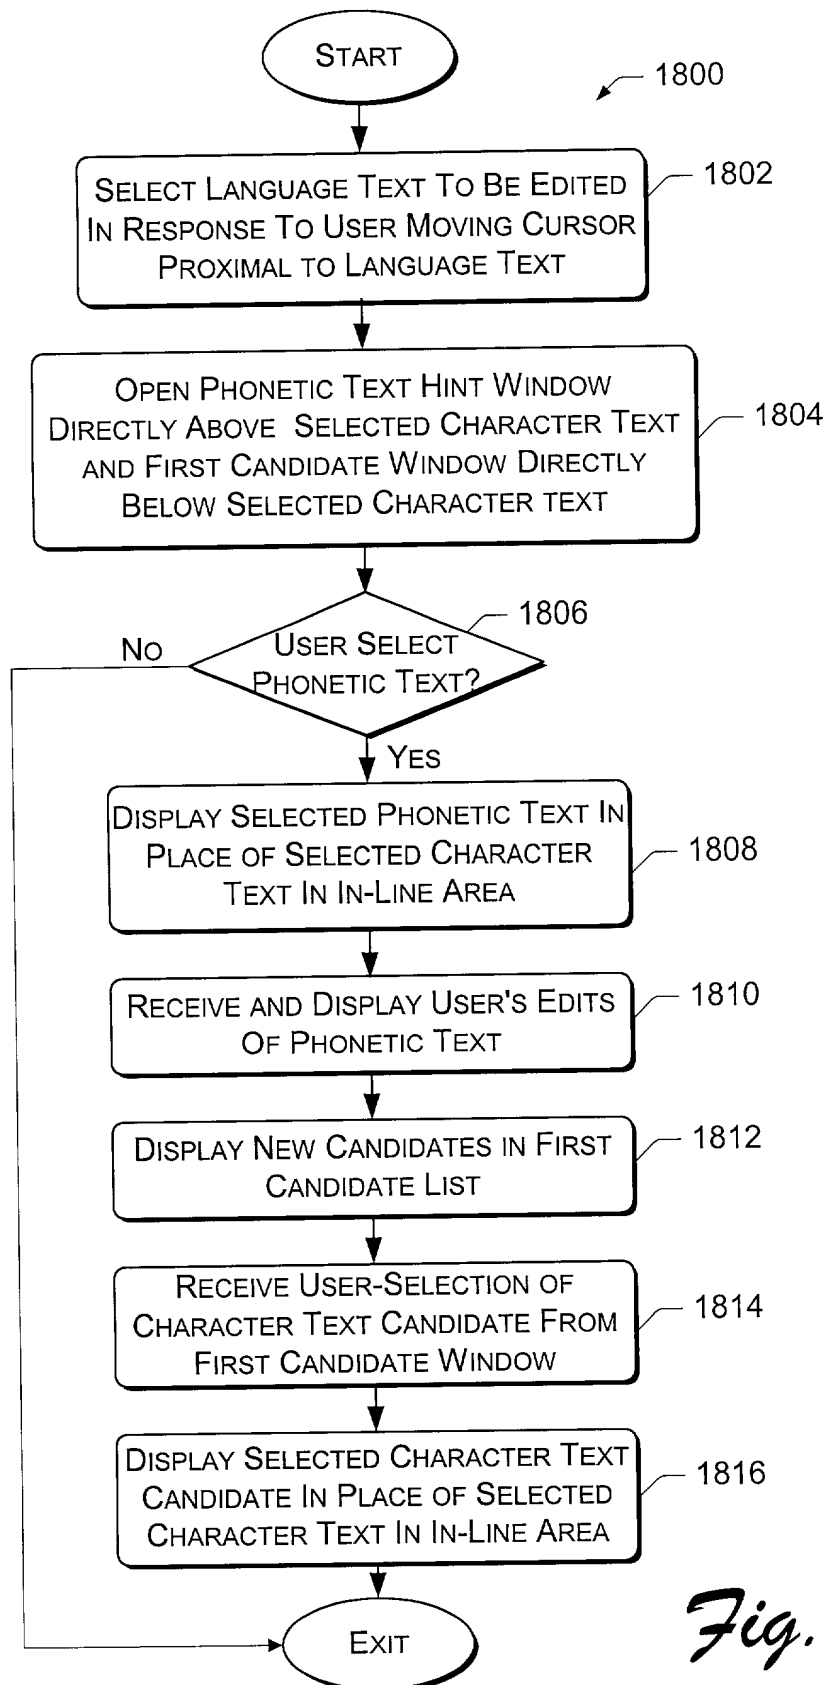 START
1800
SELECT LANGUAGE TEXT TO BE EDITED
IN RESPONSE TO USER MOVING CURSOR
PROXIMAL TO LANGUAGE TEXT
1802
OPEN PHONETIC TEXT HINT WINDOW
DIRECTLY ABOVE SELECTED CHARACTER TEXT
AND FIRST CANDIDATE WINDOW DIRECTLY
BELOW SELECTED CHARACTER TEXT
1804
USER SELECT
PHONETIC TEXT?
1806
NO
YES
DISPLAY SELECTED PHONETIC TEXT IN
PLACE OF SELECTED CHARACTER
TEXT IN IN-LINE AREA
1808
RECEIVE AND DISPLAY USER'S EDITS
OF PHONETIC TEXT
1810
DISPLAY NEW CANDIDATES IN FIRST
CANDIDATE LIST
1812
RECEIVE USER-SELECTION OF
CHARACTER TEXT CANDIDATE FROM
FIRST CANDIDATE WINDOW
1814
DISPLAY SELECTED CHARACTER TEXT
CANDIDATE IN PLACE OF SELECTED
CHARACTER TEXT IN IN-LINE AREA
1816
EXIT
Fig.